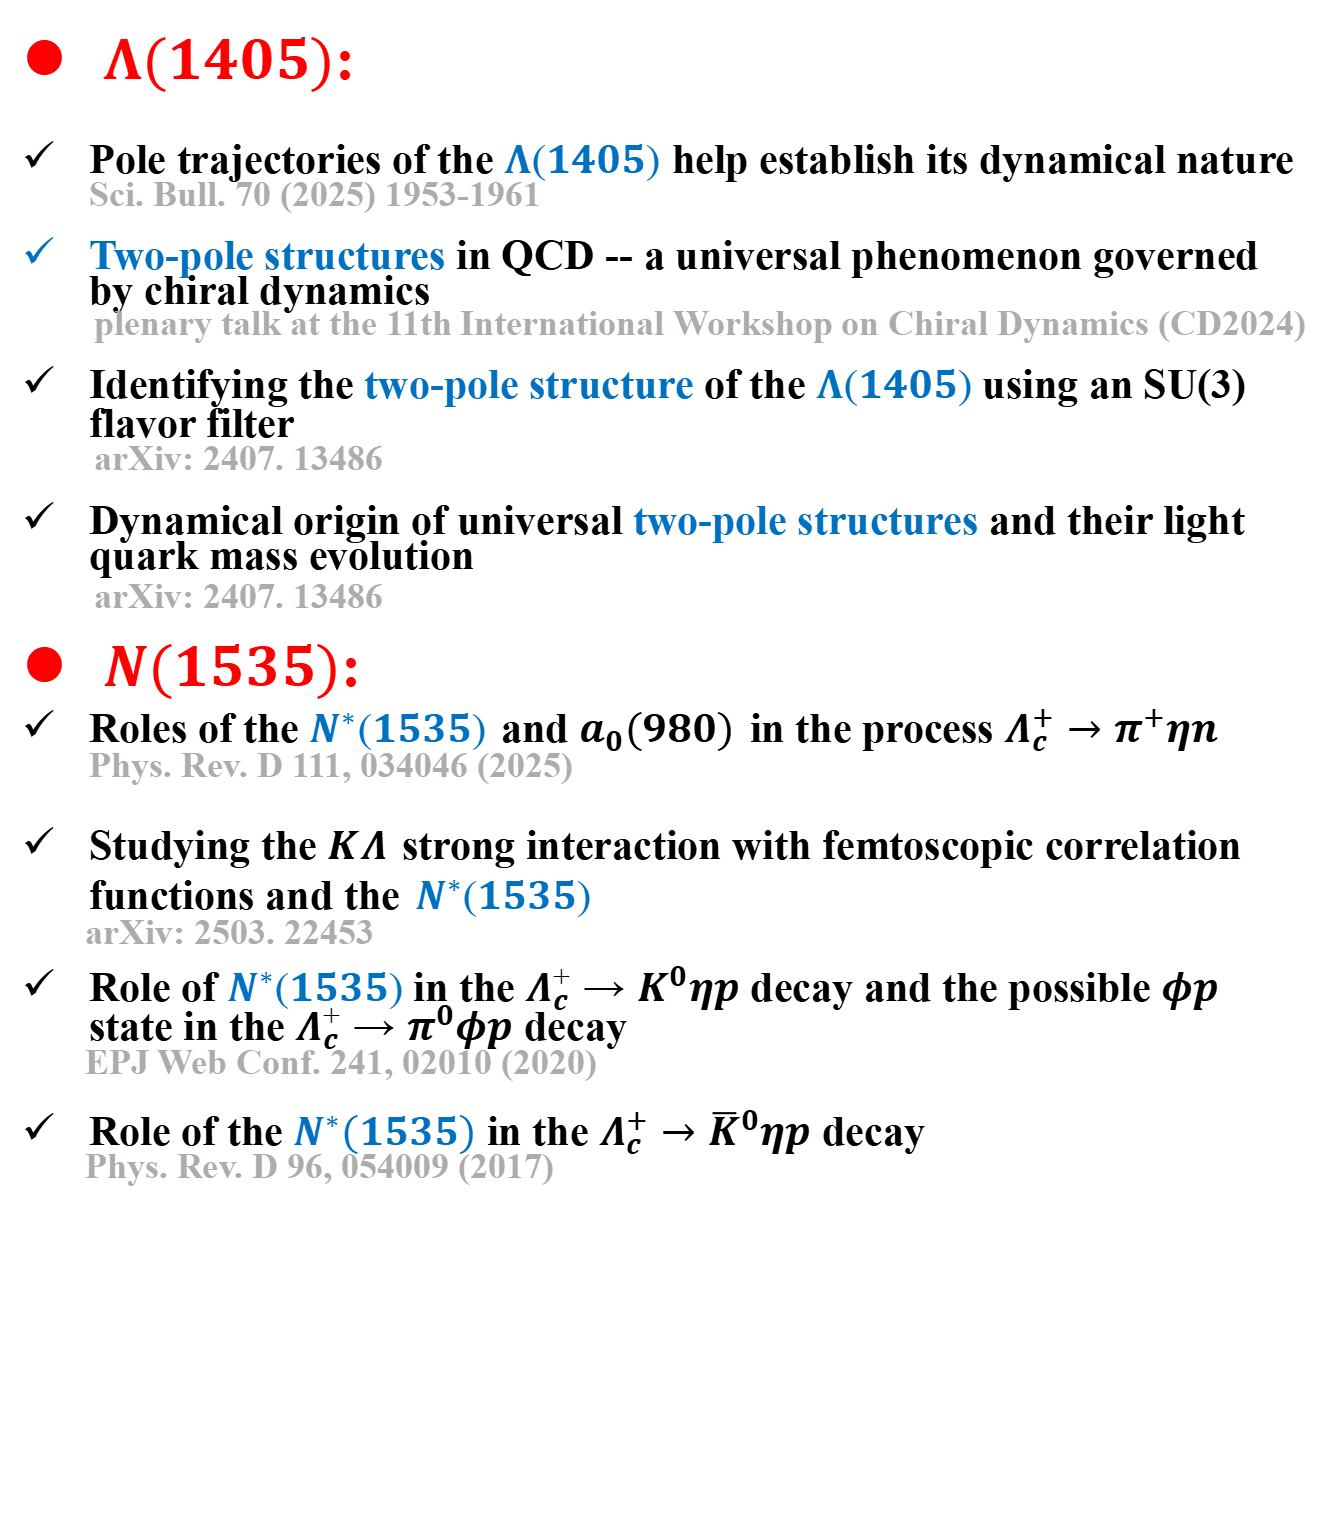 ● Λ(1405):
✓ Pole trajectories of the Λ(1405) help establish its dynamical nature
Sci. Bull. 70 (2025) 1953-1961
✓ Two-pole structures in QCD -- a universal phenomenon governed
by chiral dynamics
plenary talk at the 11th International Workshop on Chiral Dynamics (CD2024)
✓ Identifying the two-pole structure of the Λ(1405) using an SU(3)
flavor filter
arXiv: 2407. 13486
✓ Dynamical origin of universal two-pole structures and their light
quark mass evolution
arXiv: 2407. 13486
● N(1535):
✓ Roles of the N*(1535) and a₀(980) in the process Λ_c^+ → π⁺ηn
Phys. Rev. D 111, 034046 (2025)
✓ Studying the KΛ strong interaction with femtoscopic correlation
functions and the N*(1535)
arXiv: 2503. 22453
✓ Role of N*(1535) in the Λ_c^+ → K⁰ηp decay and the possible ϕp
state in the Λ_c^+ → π⁰ϕp decay
EPJ Web Conf. 241, 02010 (2020)
✓ Role of the N*(1535) in the Λ_c^+ → K̅⁰ηp decay
Phys. Rev. D 96, 054009 (2017)